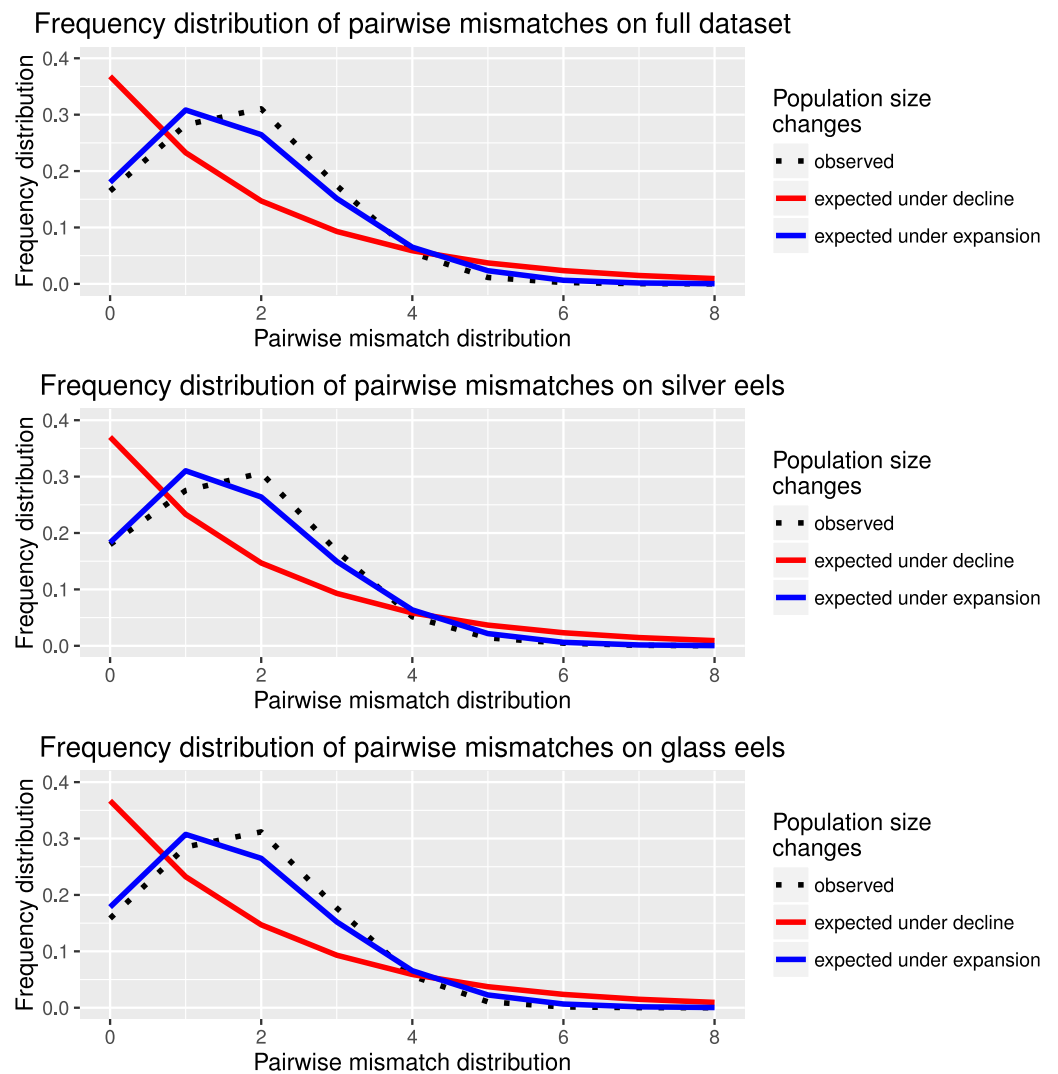 Frequency distribution of pairwise mismatches on full dataset
Frequency distribution
0.4
0.3
0.2
0.1
0.0
0 2 4 6 8
Pairwise mismatch distribution
Population size
changes
observed
expected under decline
expected under expansion
Frequency distribution of pairwise mismatches on silver eels
Frequency distribution
0.4
0.3
0.2
0.1
0.0
0 2 4 6 8
Pairwise mismatch distribution
Population size
changes
observed
expected under decline
expected under expansion
Frequency distribution of pairwise mismatches on glass eels
Frequency distribution
0.4
0.3
0.2
0.1
0.0
0 2 4 6 8
Pairwise mismatch distribution
Population size
changes
observed
expected under decline
expected under expansion